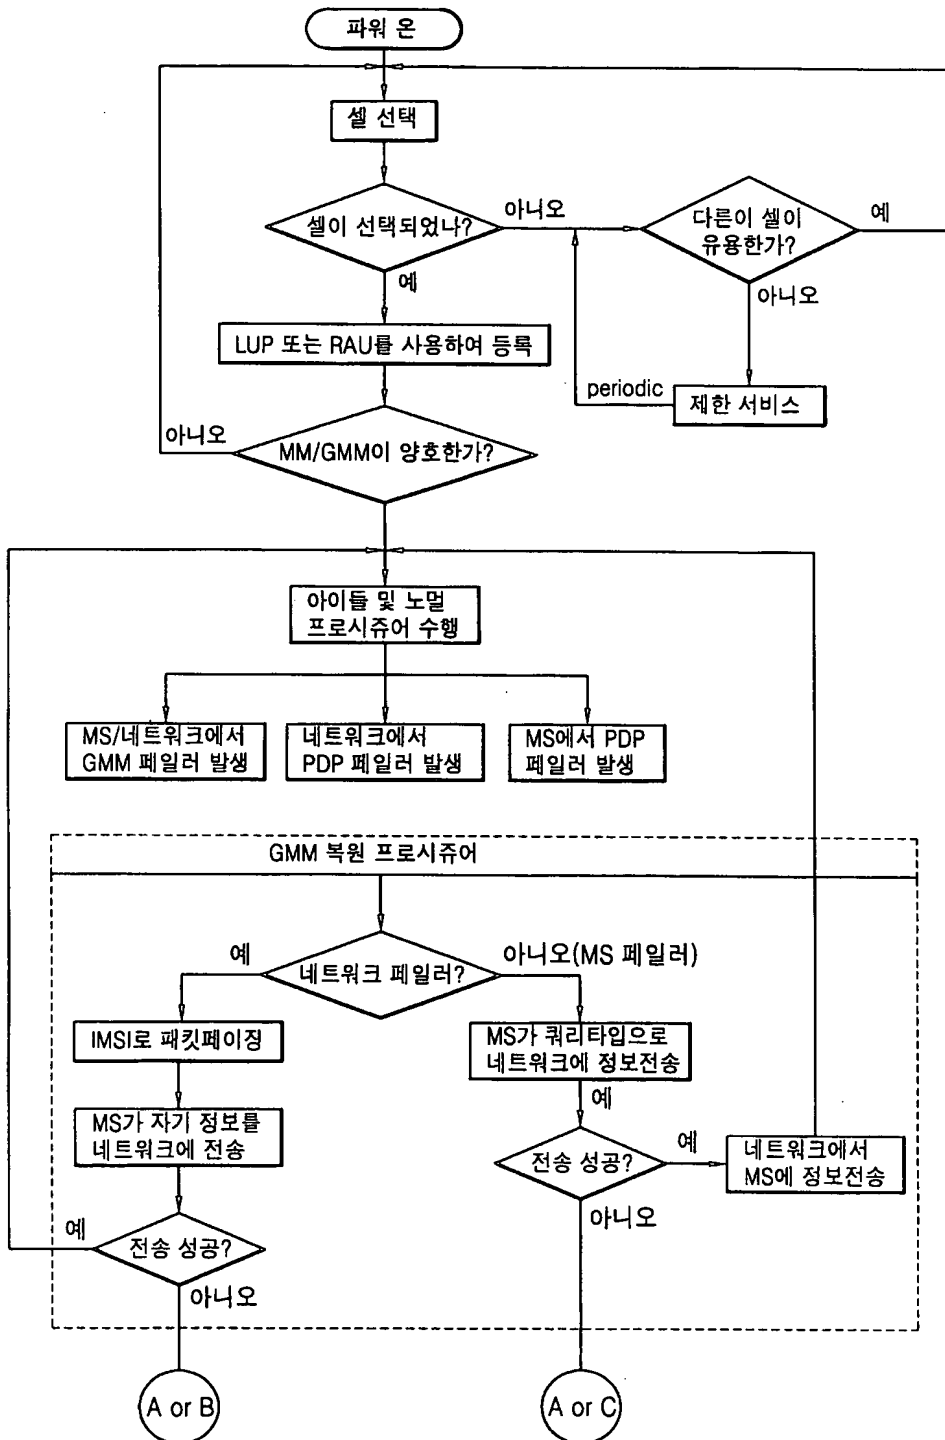 파워 온
셀 선택
셀이 선택되었나?
아니오
다른이 셀이
유용한가?
예
예
아니오
LUP 또는 RAU를 사용하여 등록
periodic
제한 서비스
아니오
MM/GMM이 양호한가?
아이들 및 노멀
프로시쥬어 수행
MS/네트워크에서
GMM 페일러 발생
네트워크에서
PDP 페일러 발생
MS에서 PDP
페일러 발생
GMM 복원 프로시쥬어
예
네트워크 페일러?
아니오(MS 페일러)
IMSI로 패킷페이징
MS가 쿼리타입으로
네트워크에 정보전송
예
MS가 자기 정보를
네트워크에 전송
전송 성공?
예
네트워크에서
MS에 정보전송
아니오
예
전송 성공?
아니오
A or B
A or C